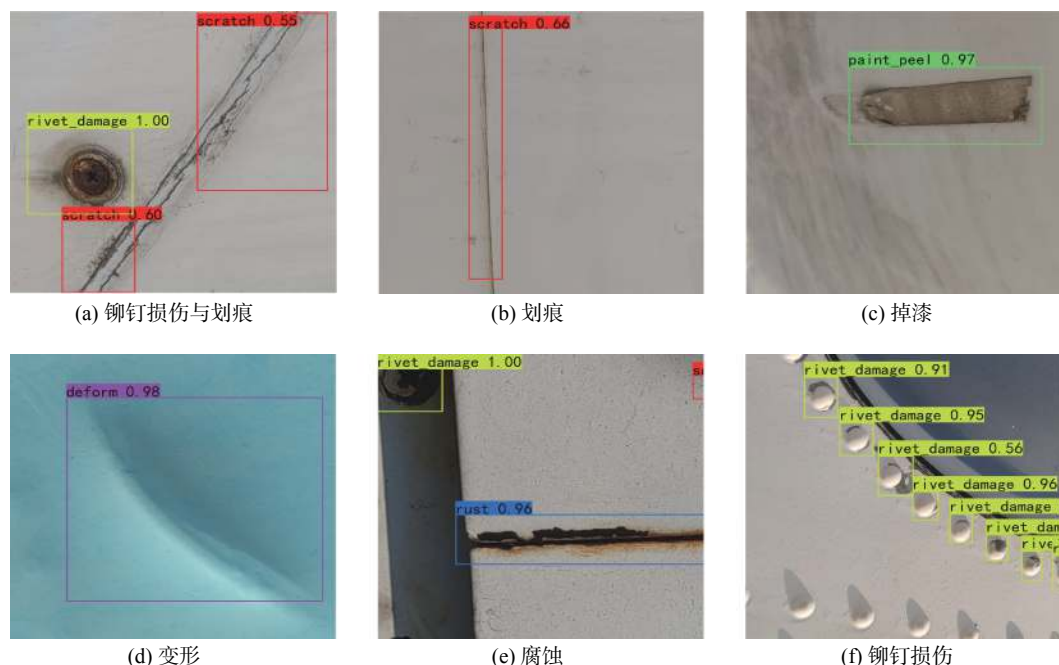 scratch 0.55
rivet_damage 1.00
scratch 0.60
scratch 0.66
paint_peel 0.97
(a) 铆钉损伤与划痕
(b) 划痕
(c) 掉漆
deform 0.98
rivet_damage 1.00
rust 0.96
rivet_damage 0.91
rivet_damage 0.95
rivet_damage 0.56
rivet_damage 0.96
rivet_damage
(d) 变形
(e) 腐蚀
(f) 铆钉损伤